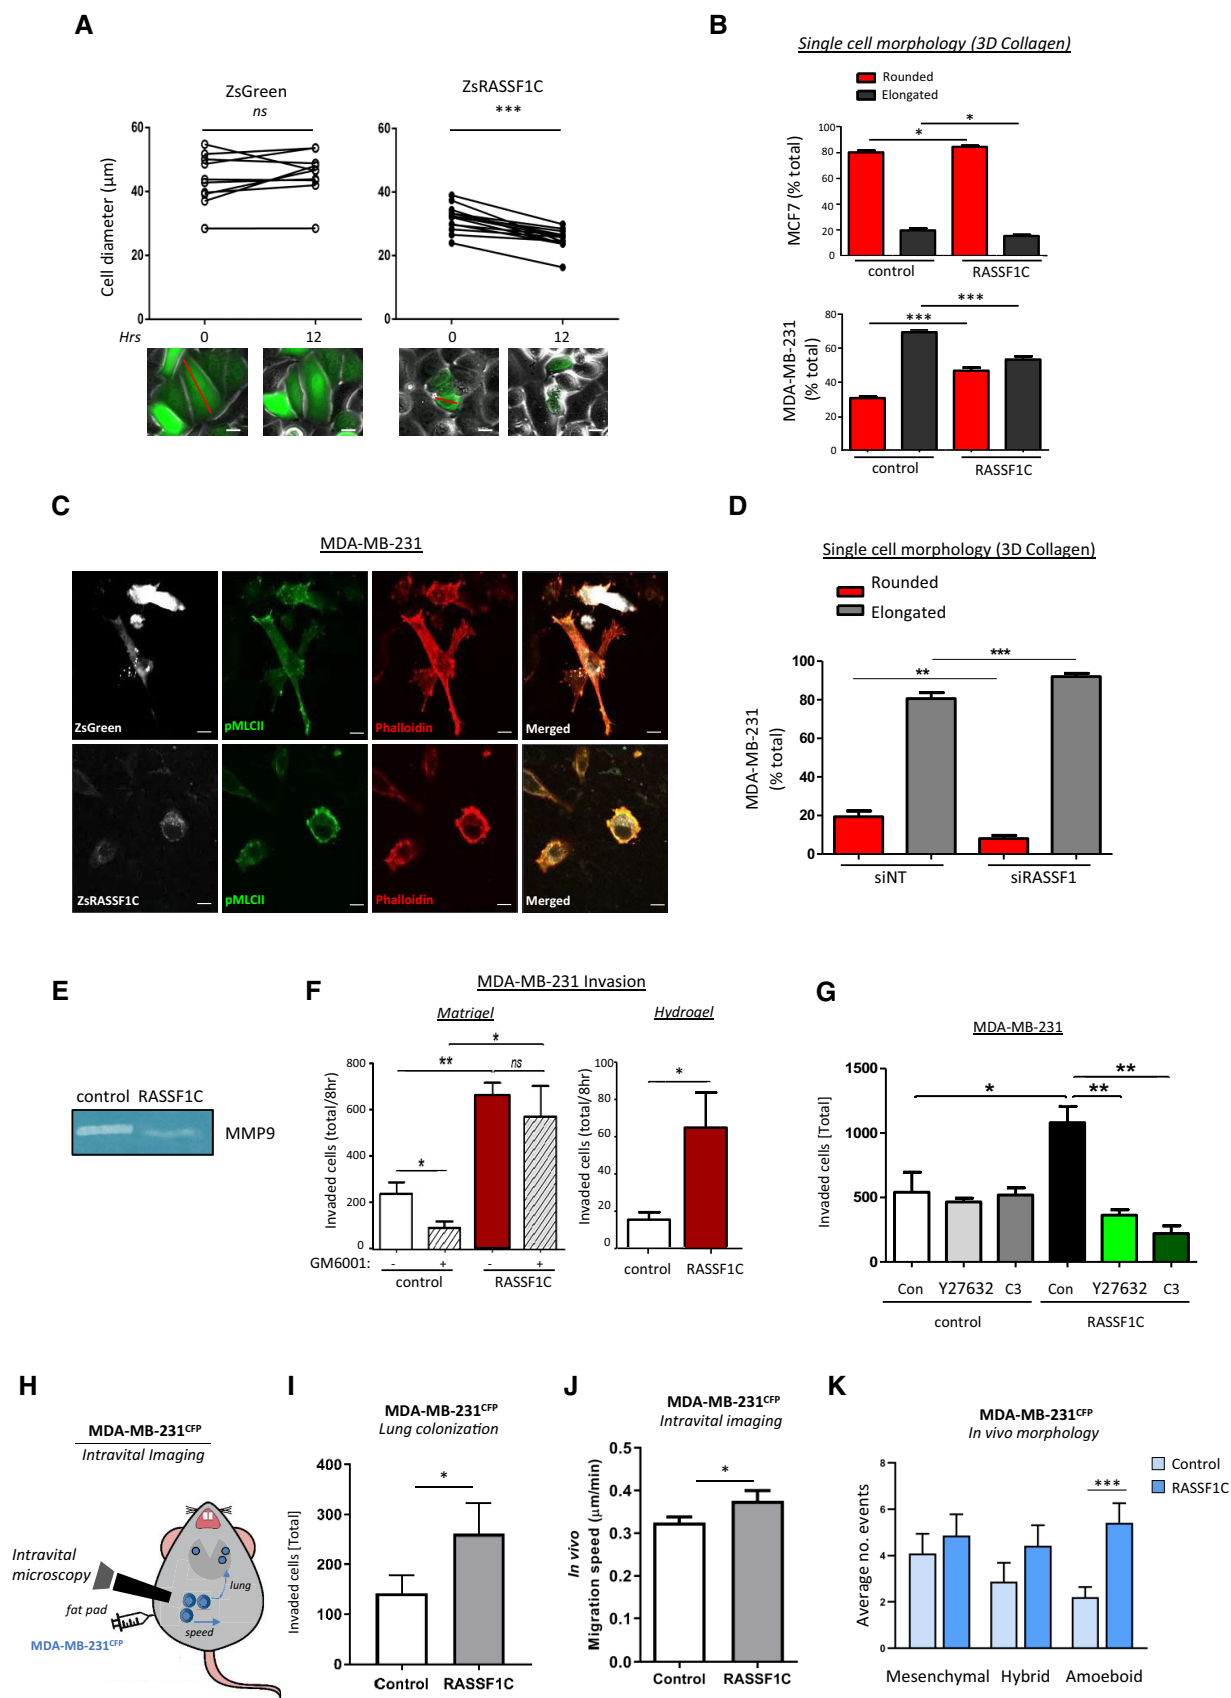 A
ZsGreen
ns
ZsRASSF1C
***
Cell diameter (μm)
60
40
20
0
60
40
20
0
Hrs
0
12
0
12
B
Single cell morphology (3D Collagen)
Rounded
Elongated
*
*
MCF7 (% total)
100
80
60
40
20
0
control
RASSF1C
***
***
MDA-MB-231
(% total)
80
60
40
20
0
control
RASSF1C
C
MDA-MB-231
ZsGreen
pMLCII
Phalloidin
Merged
ZsRASSF1C
pMLCII
Phalloidin
Merged
D
Single cell morphology (3D Collagen)
Rounded
Elongated
***
**
MDA-MB-231
(% total)
100
80
60
40
20
0
siNT
siRASSF1
E
control RASSF1C
MMP9
F
MDA-MB-231 Invasion
Matrigel
*
**
ns
*
Invaded cells (total/8hr)
800
600
400
200
0
GM6001:
-
+
-
+
control
RASSF1C
Hydrogel
*
Invaded cells (total/8hr)
100
80
60
40
20
0
control
RASSF1C
G
MDA-MB-231
**
*
**
Invaded cells [Total]
1500
1000
500
0
Con
Y27632
C3
Con
Y27632
C3
control
RASSF1C
H
MDA-MB-231CFP
Intravital Imaging
Intravital
microscopy
lung
fat pad
speed
MDA-MB-231CFP
I
MDA-MB-231CFP
Lung colonization
*
Invaded cells [Total]
400
300
200
100
0
Control
RASSF1C
J
MDA-MB-231CFP
Intravital imaging
*
In vivo
Migration speed (μm/min)
0.5
0.4
0.3
0.2
0.1
0.0
Control
RASSF1C
K
MDA-MB-231CFP
In vivo morphology
Control
RASSF1C
***
Average no. events
8
6
4
2
0
Mesenchymal
Hybrid
Amoeboid